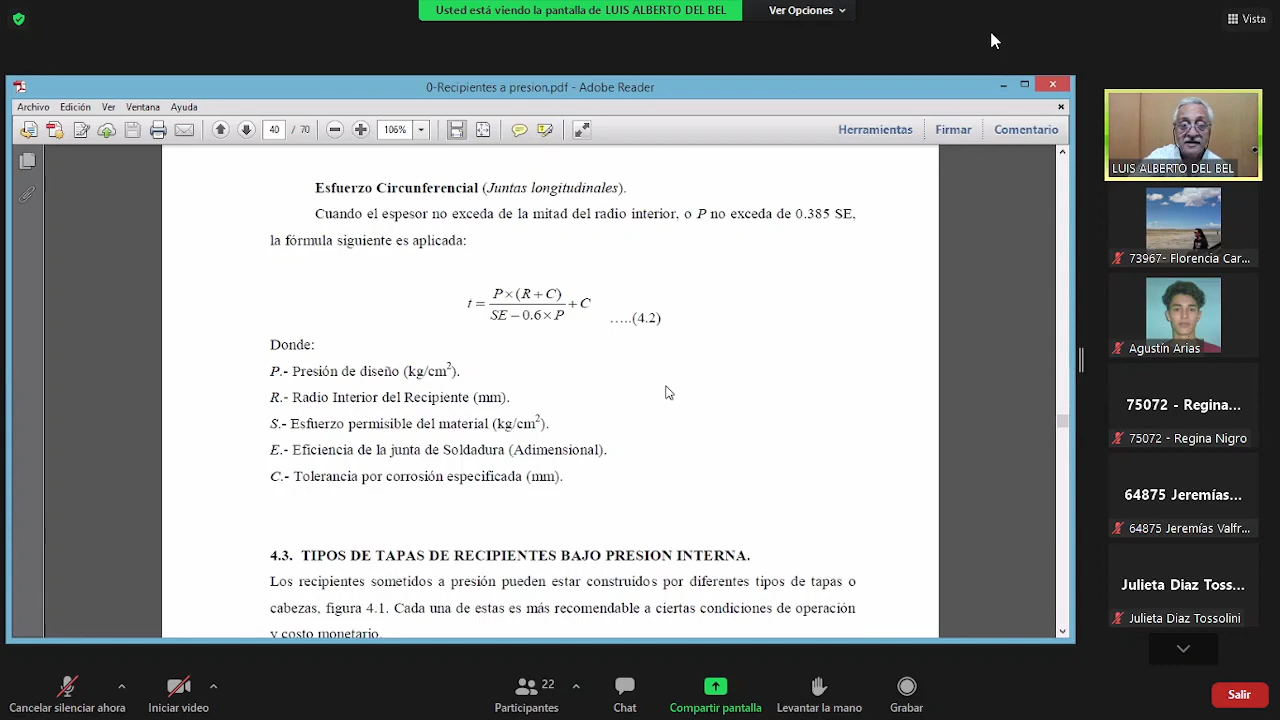 Usted está viendo la pantalla de LUIS ALBERTO DEL BEL
Ver Opciones
Vista
0-Recipientes a presion.pdf - Adobe Reader
Archivo Edición Ver Ventana Ayuda
40 / 70 106% Herramientas Firmar Comentario
Esfuerzo Circunferencial (Juntas longitudinales).
Cuando el espesor no exceda de la mitad del radio interior, o P no exceda de 0.385 SE,
la fórmula siguiente es aplicada:
t = P×(R+C) / SE−0.6×P + C .....(4.2)
Donde:
P.- Presión de diseño (kg/cm²).
R.- Radio Interior del Recipiente (mm).
S.- Esfuerzo permisible del material (kg/cm²).
E.- Eficiencia de la junta de Soldadura (Adimensional).
C.- Tolerancia por corrosión especificada (mm).
4.3. TIPOS DE TAPAS DE RECIPIENTES BAJO PRESION INTERNA.
Los recipientes sometidos a presión pueden estar construidos por diferentes tipos de tapas o
cabezas, figura 4.1. Cada una de estas es más recomendable a ciertas condiciones de operación
y costo monetario.
LUIS ALBERTO DEL BEL
73967- Florencia Car...
Agustín Arias
75072 - Regina...
75072 - Regina Nigro
64875 Jeremías...
64875 Jeremías Valfr...
Julieta Diaz Toss...
Julieta Diaz Tossolini
Cancelar silenciar ahora
Iniciar video
22
Participantes
Chat
Compartir pantalla
Levantar la mano
Grabar
Salir